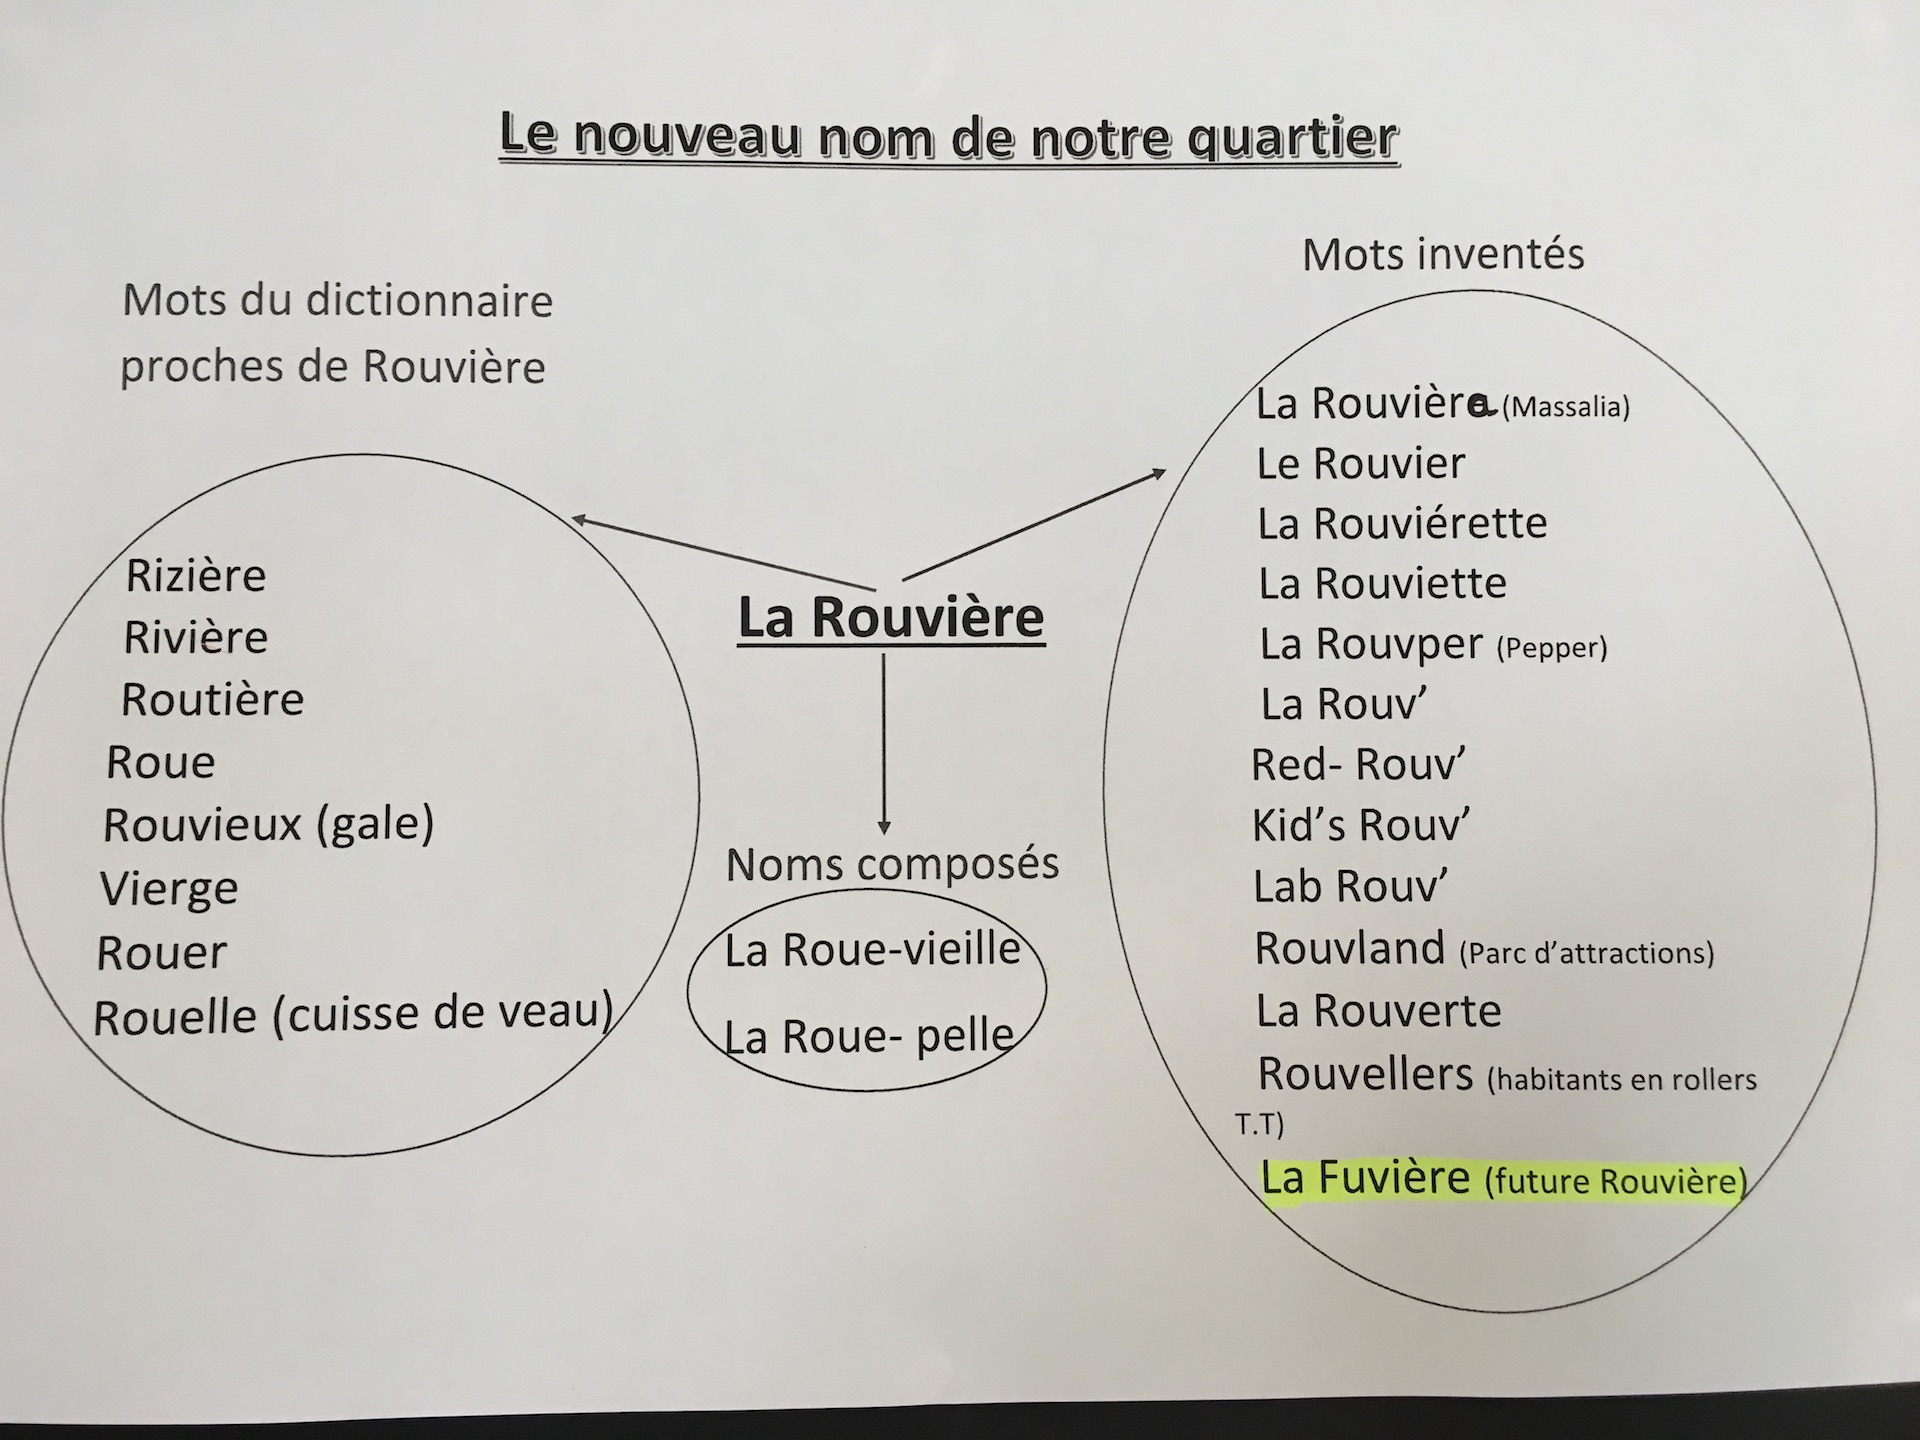 Le nouveau nom de notre quartier
Mots du dictionnaire
proches de Rouvière
Rizière
Rivière
Routière
Roue
Rouvieux (gale)
Vierge
Rouer
Rouelle (cuisse de veau)
La Rouvière
Noms composés
La Roue-vieille
La Roue- pelle
Mots inventés
La Rouvièra (Massalia)
Le Rouvier
La Rouviérette
La Rouviette
La Rouvper (Pepper)
La Rouv’
Red- Rouv’
Kid’s Rouv’
Lab Rouv’
Rouvland (Parc d’attractions)
La Rouverte
Rouvellers (habitants en rollers
T.T)
La Fuvière (future Rouvière)